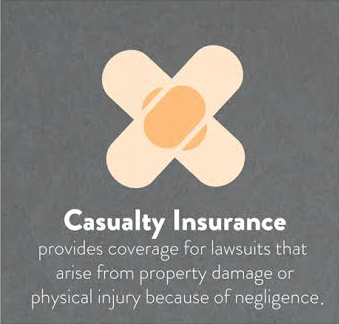 Casualty Insurance
provides coverage for lawsuits that
arise from property damage or
physical injury because of negligence.